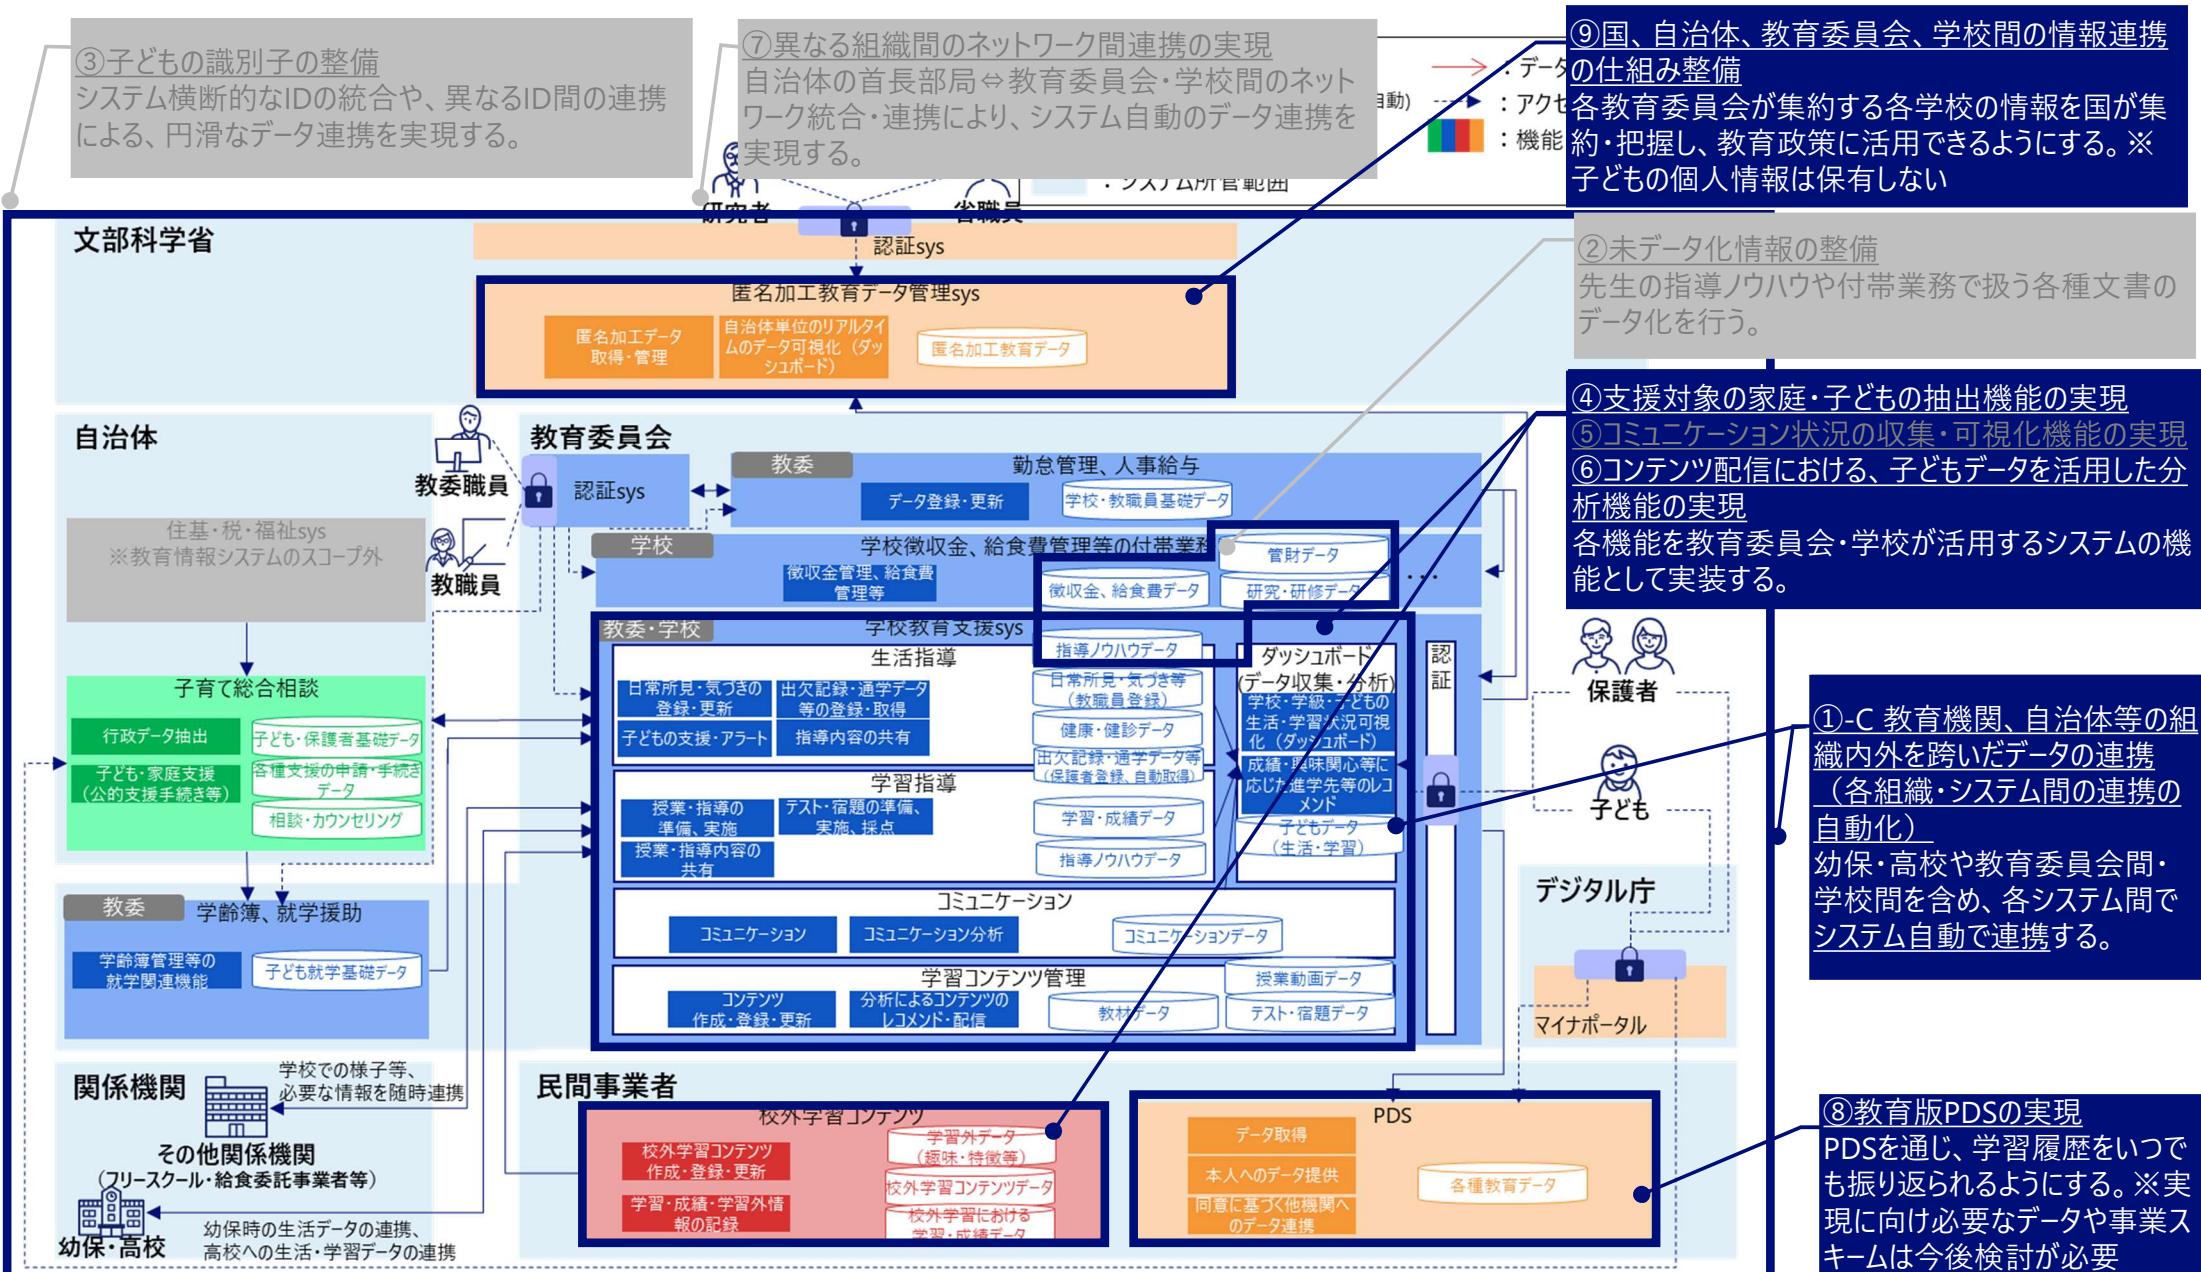 ③子どもの識別子の整備
システム横断的なIDの統合や、異なるID間の連携
による、円滑なデータ連携を実現する。
⑦異なる組織間のネットワーク間連携の実現
自治体の首長部局⇔教育委員会・学校間のネット
ワーク統合・連携により、システム自動のデータ連携を
実現する。
：データ
自動)
：アクセ
：機能
：システム所管範囲
⑨国、自治体、教育委員会、学校間の情報連携
の仕組み整備
各教育委員会が集約する各学校の情報を国が集
約・把握し、教育政策に活用できるようにする。※
子どもの個人情報は保有しない
研究者
省職員
文部科学省
認証sys
匿名加工教育データ管理sys
匿名加工データ
取得・管理
自治体単位のリアルタイ
ムのデータ可視化（ダッ
シュボード）
匿名加工教育データ
②未データ化情報の整備
先生の指導ノウハウや付帯業務で扱う各種文書の
データ化を行う。
④支援対象の家庭・子どもの抽出機能の実現
⑤コミュニケーション状況の収集・可視化機能の実現
⑥コンテンツ配信における、子どもデータを活用した分
析機能の実現
各機能を教育委員会・学校が活用するシステムの機
能として実装する。
自治体
教委職員
教職員
住基・税・福祉sys
※教育情報システムのスコープ外
子育て総合相談
行政データ抽出
子ども・保護者基礎データ
子ども・家庭支援
（公的支援手続き等）
各種支援の申請・手続き
データ
相談・カウンセリング
教委
学齢簿、就学援助
学齢簿管理等の
就学関連機能
子ども就学基礎データ
教育委員会
認証sys
教委
勤怠管理、人事給与
データ登録・更新
学校・教職員基礎データ
学校
学校徴収金、給食費管理等の付帯業務
徴収金管理、給食費
管理等
管財データ
徴収金、給食費データ
研究・研修データ
・・・
教委・学校
学校教育支援sys
生活指導
指導ノウハウデータ
日常所見・気づきの
登録・更新
出欠記録・通学データ
等の登録・取得
日常所見・気づき等
（教職員登録）
子どもの支援・アラート
指導内容の共有
健康・健診データ
出欠記録・通学データ等
（保護者登録、自動取得）
学習指導
授業・指導の
準備、実施
テスト・宿題の準備、
実施、採点
学習・成績データ
授業・指導内容の
共有
指導ノウハウデータ
ダッシュボード
(データ収集・分析)
学校・学級・子どもの
生活・学習状況可視
化（ダッシュボード）
成績・興味関心等に
応じた進学先等のレコ
メンド
子どもデータ
（生活・学習）
認証
コミュニケーション
コミュニケーション
コミュニケーション分析
コミュニケーションデータ
学習コンテンツ管理
コンテンツ
作成・登録・更新
分析によるコンテンツの
レコメンド・配信
教材データ
授業動画データ
テスト・宿題データ
保護者
子ども
デジタル庁
マイナポータル
①-C 教育機関、自治体等の組
織内外を跨いだデータの連携
（各組織・システム間の連携の
自動化）
幼保・高校や教育委員会間・
学校間を含め、各システム間で
システム自動で連携する。
関係機関
学校での様子等、
必要な情報を随時連携
その他関係機関
（フリースクール・給食委託事業者等）
幼保・高校
幼保時の生活データの連携、
高校への生活・学習データの連携
民間事業者
校外学習コンテンツ
校外学習コンテンツ
作成・登録・更新
学習・成績・学習外情
報の記録
学習外データ
（趣味・特徴等）
校外学習コンテンツデータ
校外学習における
学習・成績データ
PDS
データ取得
本人へのデータ提供
同意に基づく他機関へ
のデータ連携
各種教育データ
⑧教育版PDSの実現
PDSを通じ、学習履歴をいつで
も振り返られるようにする。※実
現に向け必要なデータや事業ス
キームは今後検討が必要